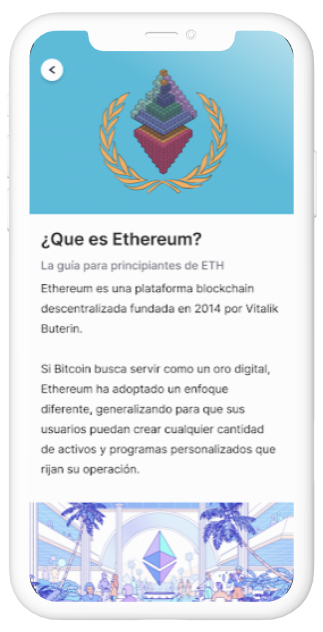 ¿Que es Ethereum?
La guía para principiantes de ETH
Ethereum es una plataforma blockchain
descentralizada fundada en 2014 por Vitalik
Buterin.
Si Bitcoin busca servir como un oro digital,
Ethereum ha adoptado un enfoque
diferente, generalizando para que sus
usuarios puedan crear cualquier cantidad
de activos y programas personalizados que
rijan su operación.